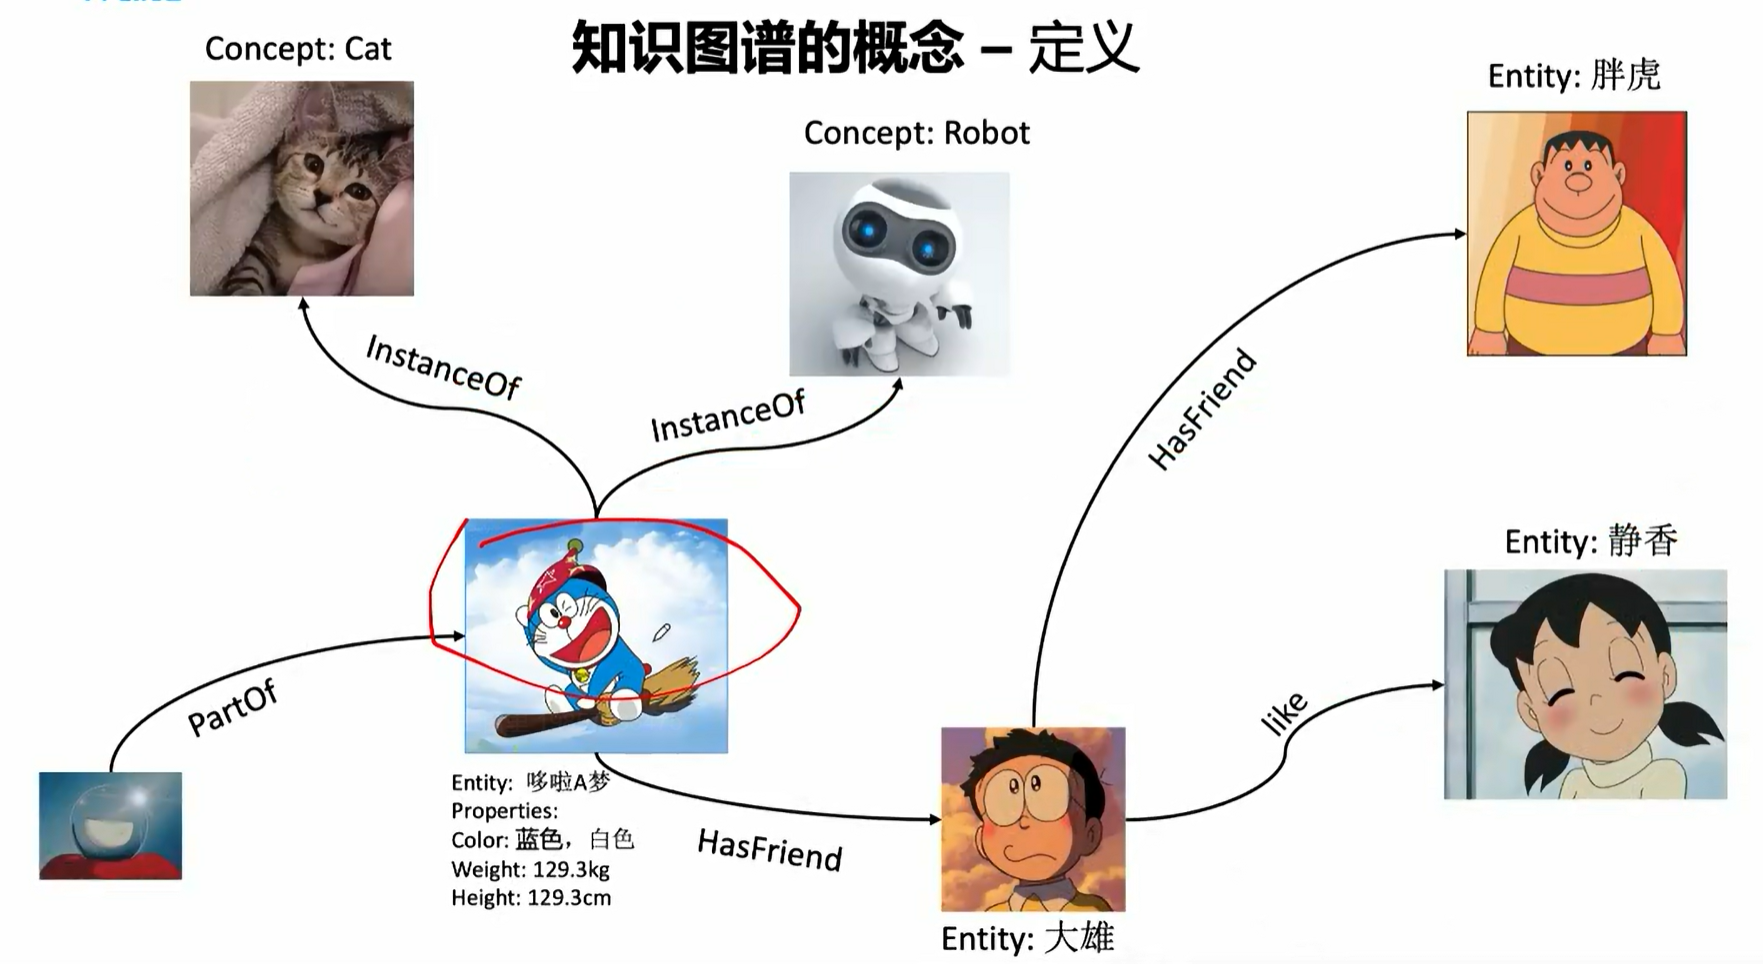 知识图谱的概念 – 定义
Concept: Cat
Concept: Robot
Entity: 胖虎
InstanceOf
InstanceOf
HasFriend
Entity: 静香
PartOf
like
Entity: 哆啦A梦
Properties:
Color: 蓝色，白色
Weight: 129.3kg
Height: 129.3cm
HasFriend
Entity: 大雄